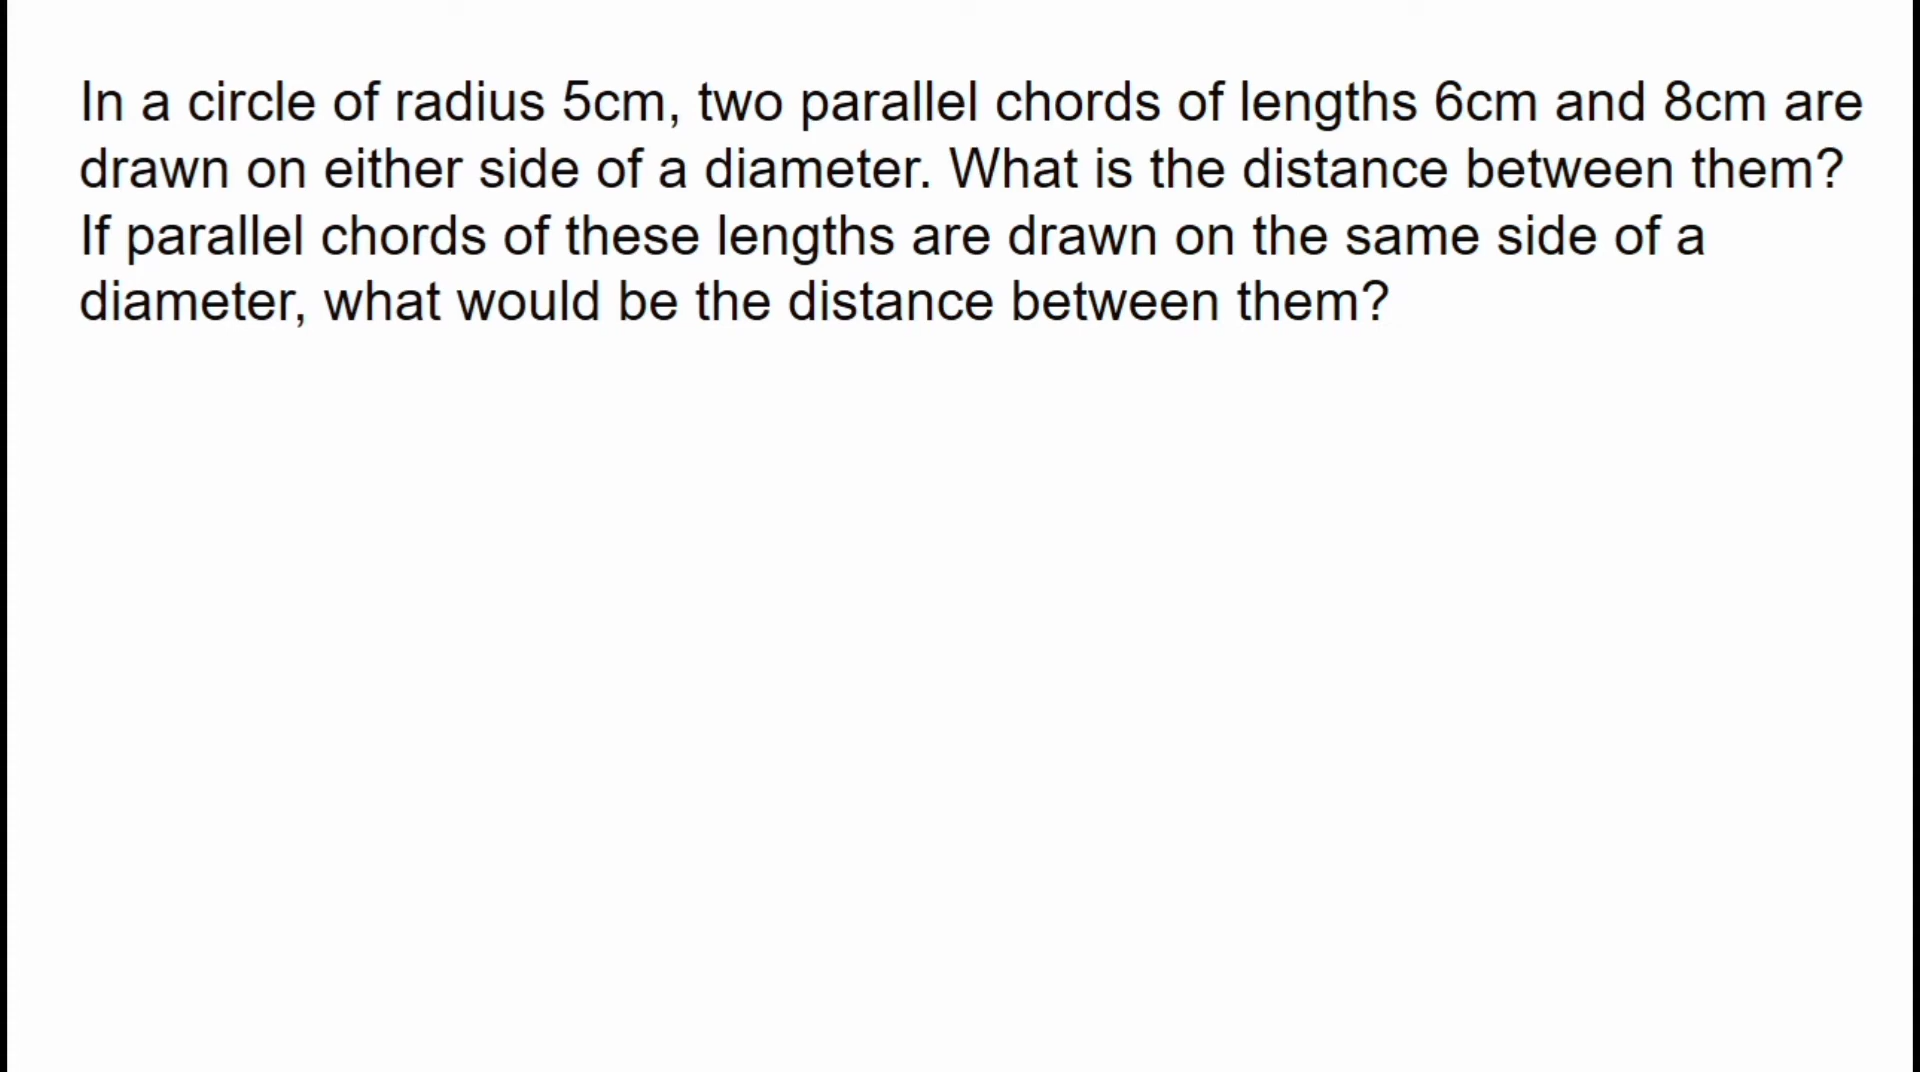 In a circle of radius 5cm, two parallel chords of lengths 6cm and 8cm are
drawn on either side of a diameter. What is the distance between them?
If parallel chords of these lengths are drawn on the same side of a
diameter, what would be the distance between them?